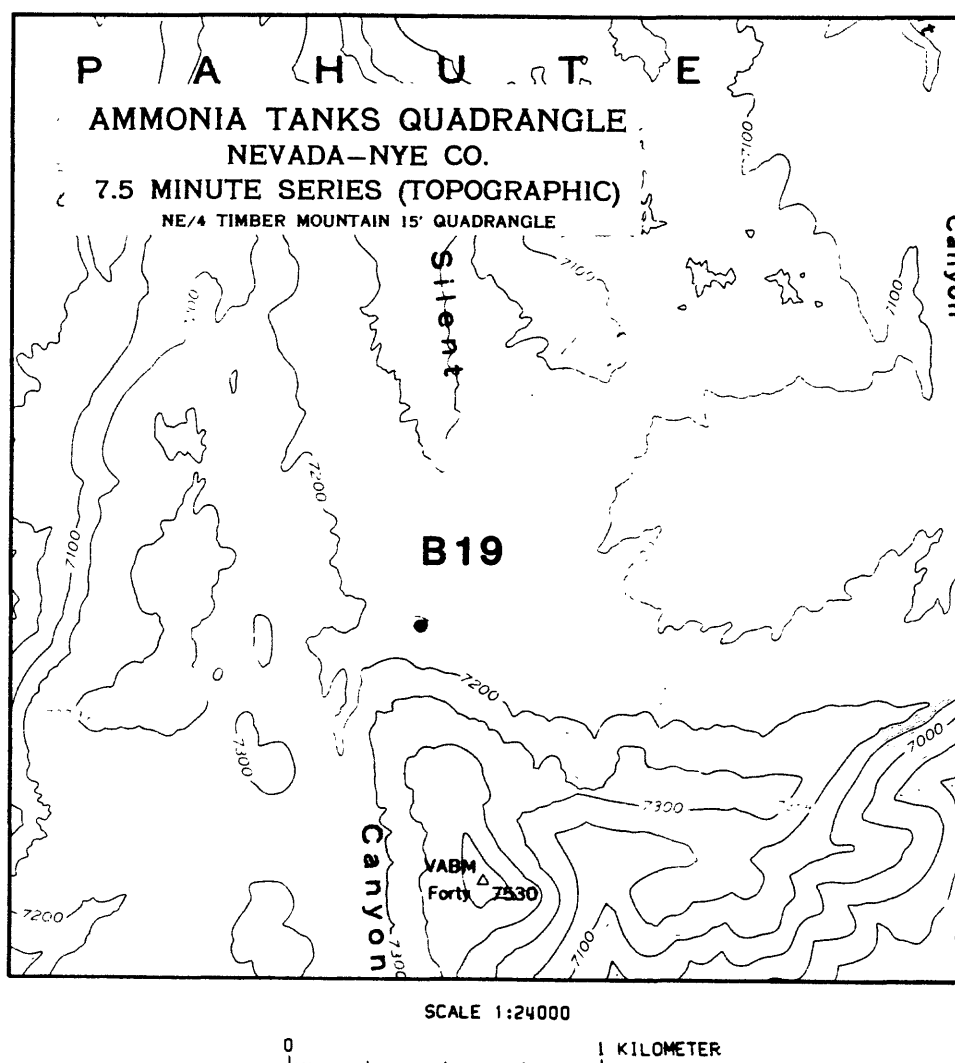 P A H U T E
AMMONIA TANKS QUADRANGLE
NEVADA-NYE CO.
7.5 MINUTE SERIES (TOPOGRAPHIC)
NE/4 TIMBER MOUNTAIN 15' QUADRANGLE
7100
Canyon
Silent
7100
7100
7200
7100
B19
7200
7300
7000
7300
Canyon
VABM
Forty 7530
7200
7300
7100
SCALE 1:24000
0 1 KILOMETER